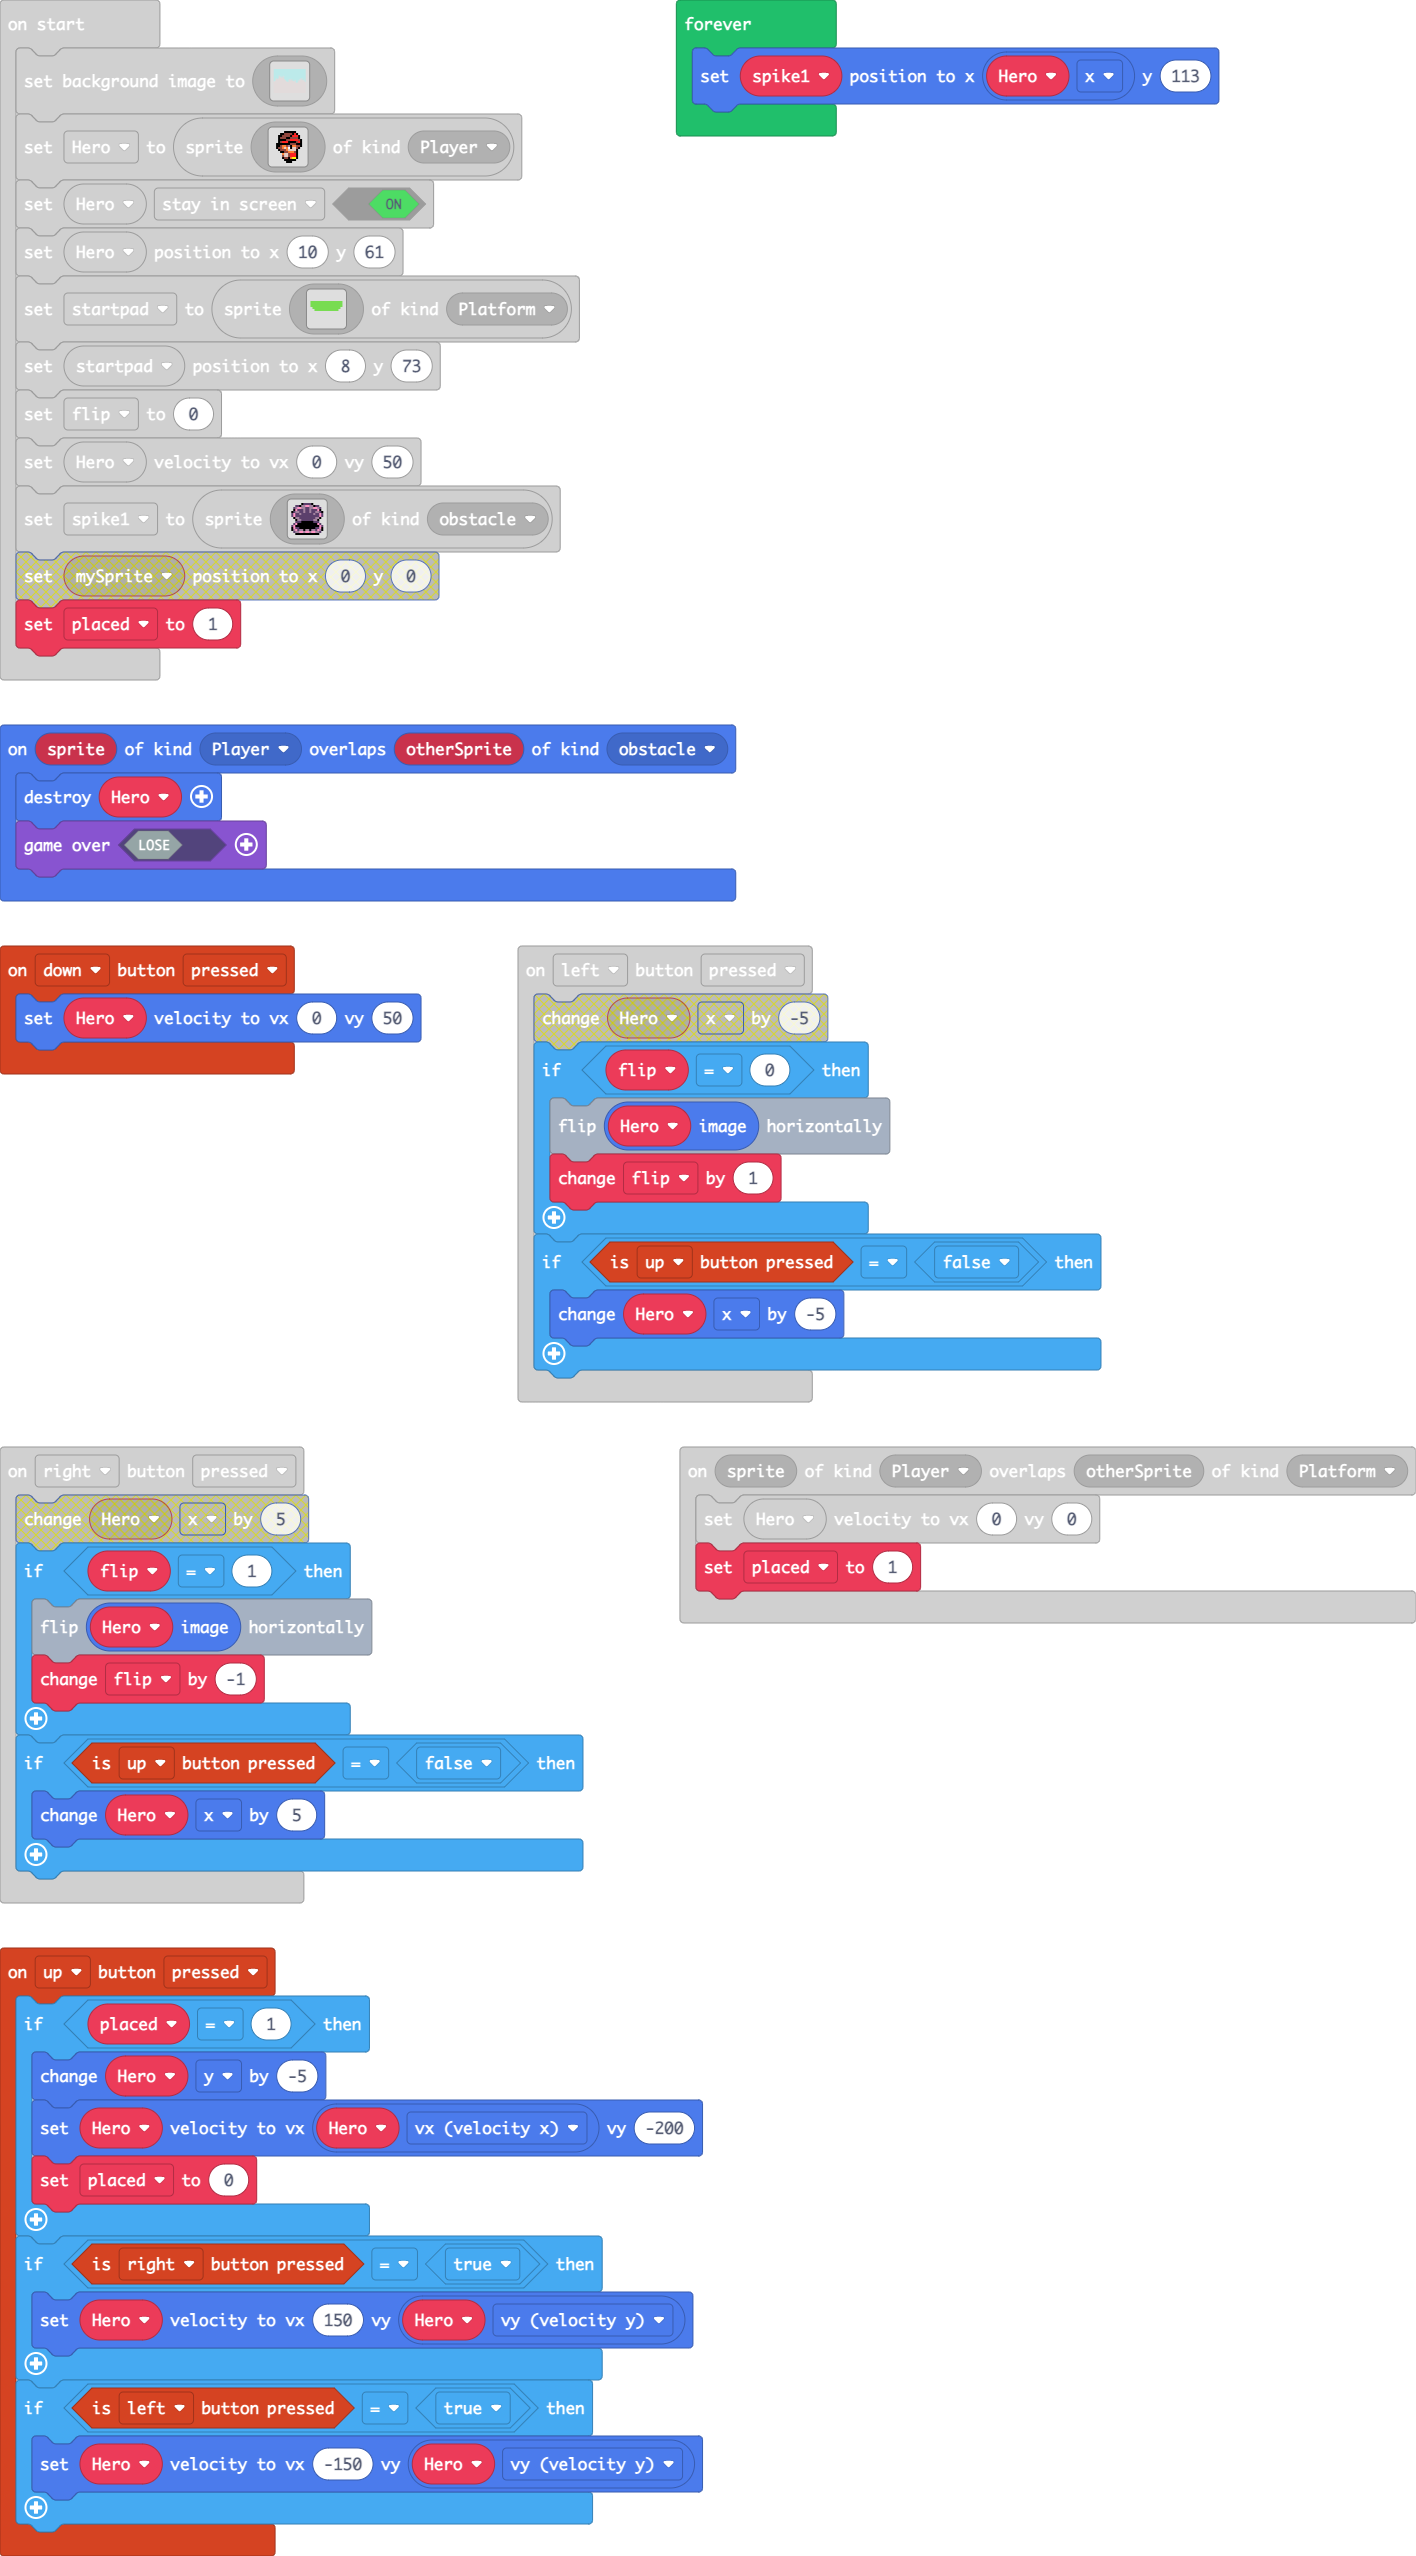 on start
set background image to
set Hero to sprite of kind Player
set Hero stay in screen ON
set Hero position to x 10 y 61
set startpad to sprite of kind Platform
set startpad position to x 8 y 73
set flip to 0
set Hero velocity to vx 0 vy 50
set spike1 to sprite of kind obstacle
set mySprite position to x 0 y 0
set placed to 1
forever
set spike1 position to x Hero x y 113
on sprite of kind Player overlaps otherSprite of kind obstacle
destroy Hero
game over LOSE
on down button pressed
set Hero velocity to vx 0 vy 50
on left button pressed
change Hero x by -5
if flip = 0 then
flip Hero image horizontally
change flip by 1
if is up button pressed = false then
change Hero x by -5
on right button pressed
change Hero x by 5
if flip = 1 then
flip Hero image horizontally
change flip by -1
if is up button pressed = false then
change Hero x by 5
on sprite of kind Player overlaps otherSprite of kind Platform
set Hero velocity to vx 0 vy 0
set placed to 1
on up button pressed
if placed = 1 then
change Hero y by -5
set Hero velocity to vx Hero vx (velocity x) vy -200
set placed to 0
if is right button pressed = true then
set Hero velocity to vx 150 vy Hero vy (velocity y)
if is left button pressed = true then
set Hero velocity to vx -150 vy Hero vy (velocity y)